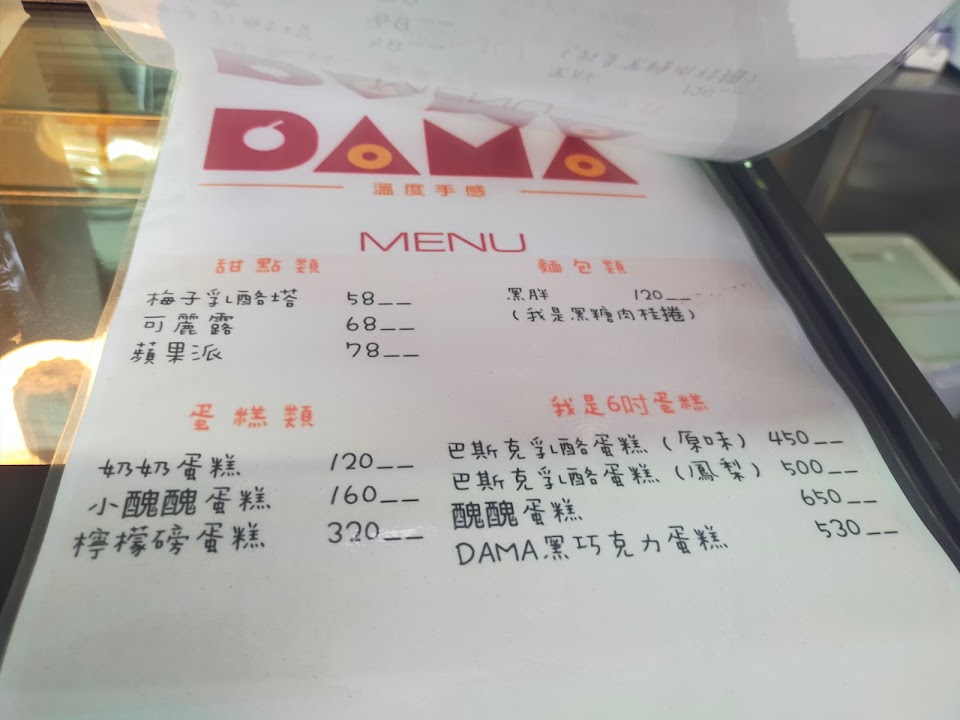 DAMA
溫度手感
MENU
甜點類
梅子乳酪塔 58__
可麗露 68__
蘋果派 78__
麵包類
黑胖 120__
(我是黑糖肉桂捲)
蛋糕類
奶奶蛋糕 120__
小醜醜蛋糕 160__
檸檬磅蛋糕 320__
我是6吋蛋糕
巴斯克乳酪蛋糕(原味) 450__
巴斯克乳酪蛋糕(鳳梨) 500__
醜醜蛋糕 650__
DAMA黑巧克力蛋糕 530__